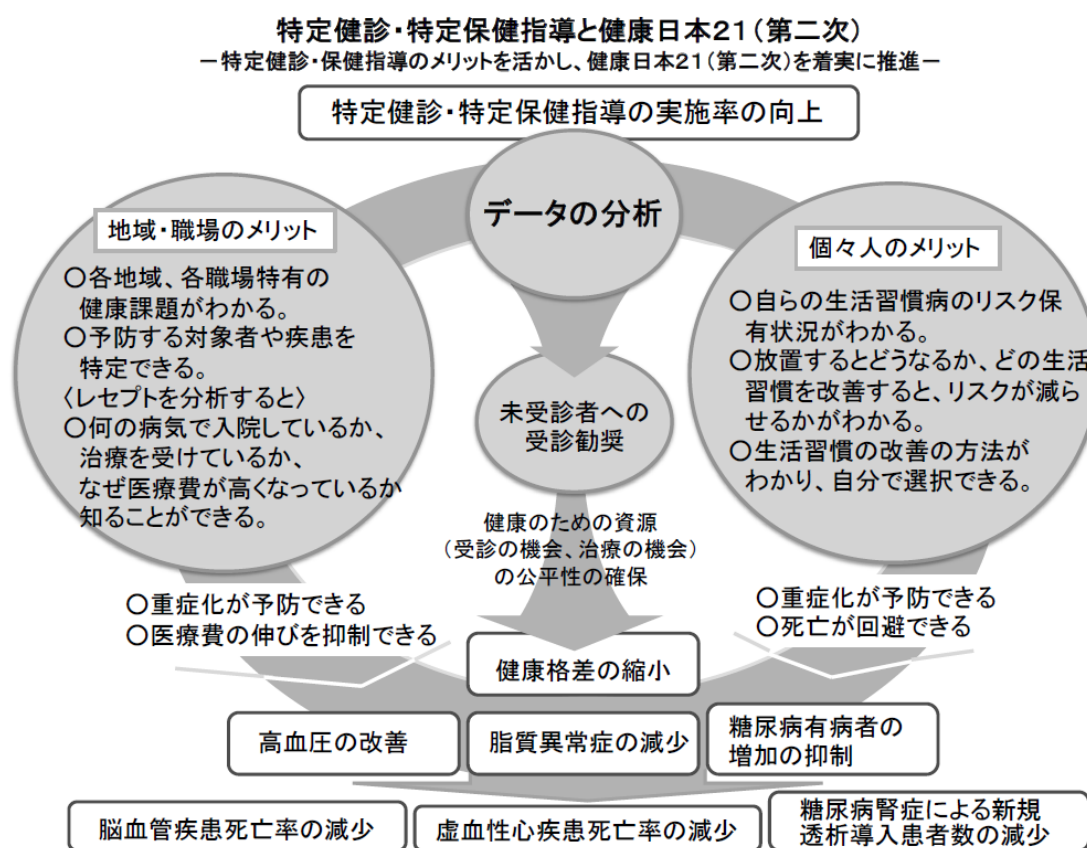 特定健診・特定保健指導と健康日本21(第二次)
－特定健診・保健指導のメリットを活かし、健康日本21(第二次)を着実に推進－
特定健診・特定保健指導の実施率の向上
データの分析
地域・職場のメリット
○各地域、各職場特有の
健康課題がわかる。
○予防する対象者や疾患を
特定できる。
〈レセプトを分析すると〉
○何の病気で入院しているか、
治療を受けているか、
なぜ医療費が高くなっているか
知ることができる。
個々人のメリット
○自らの生活習慣病のリスク保
有状況がわかる。
○放置するとどうなるか、どの生活
習慣を改善すると、リスクが減ら
せるかがわかる。
○生活習慣の改善の方法が
わかり、自分で選択できる。
未受診者への
受診勧奨
健康のための資源
(受診の機会、治療の機会)
の公平性の確保
○重症化が予防できる
○医療費の伸びを抑制できる
○重症化が予防できる
○死亡が回避できる
健康格差の縮小
高血圧の改善
脂質異常症の減少
糖尿病有病者の
増加の抑制
脳血管疾患死亡率の減少
虚血性心疾患死亡率の減少
糖尿病腎症による新規
透析導入患者数の減少